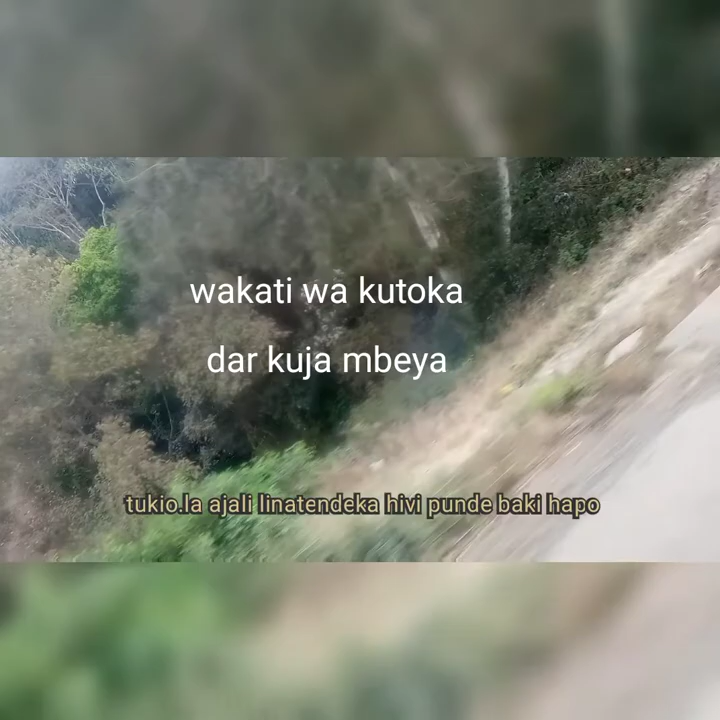 wakati wa kutoka
dar kuja mbeya
tukio.la ajali linatendeka hivi punde baki hapo